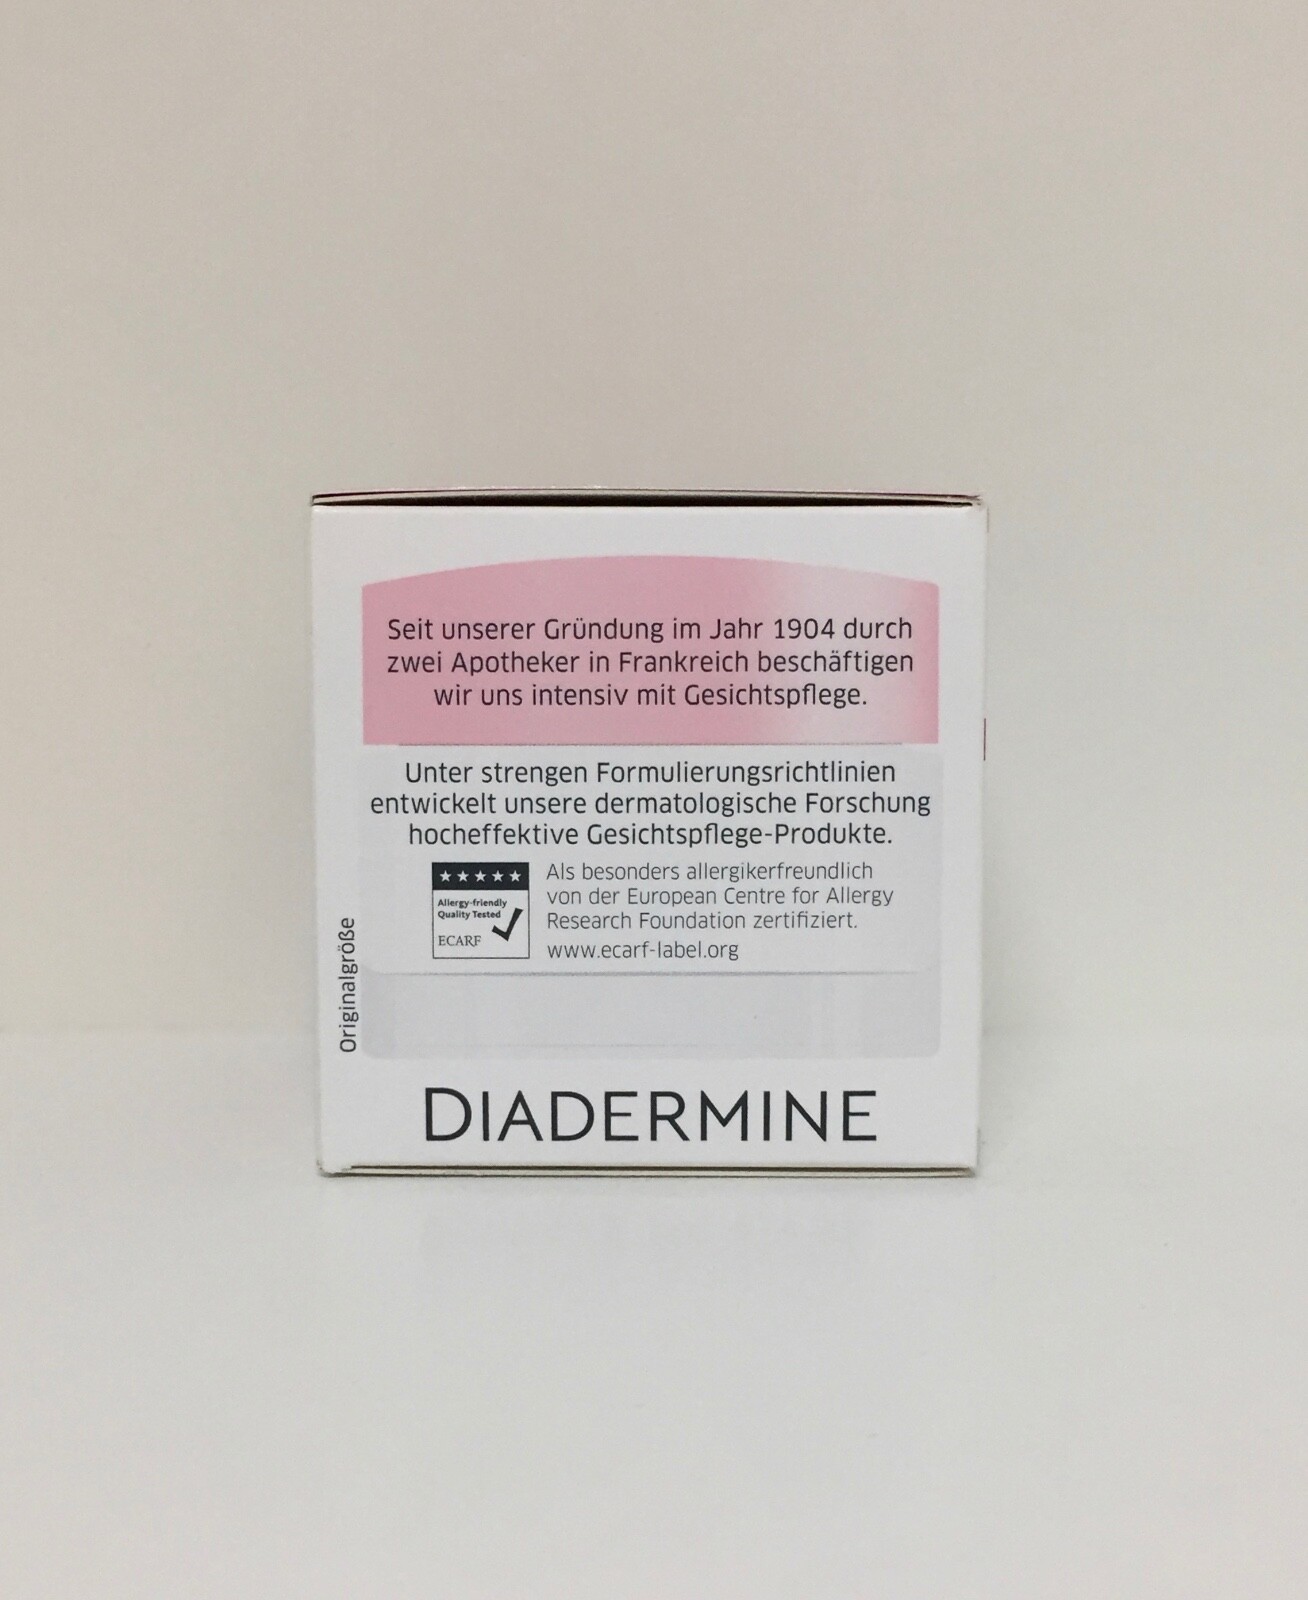 Seit unserer Gründung im Jahr 1904 durch
zwei Apotheker in Frankreich beschäftigen
wir uns intensiv mit Gesichtspflege.
Unter strengen Formulierungsrichtlinien
entwickelt unsere dermatologische Forschung
hocheffektive Gesichtspflege-Produkte.
Allergy-friendly
Quality Tested
ECARF
Als besonders allergikerfreundlich
von der European Centre for Allergy
Research Foundation zertifiziert.
www.ecarf-label.org
Originalgröße
DIADERMINE